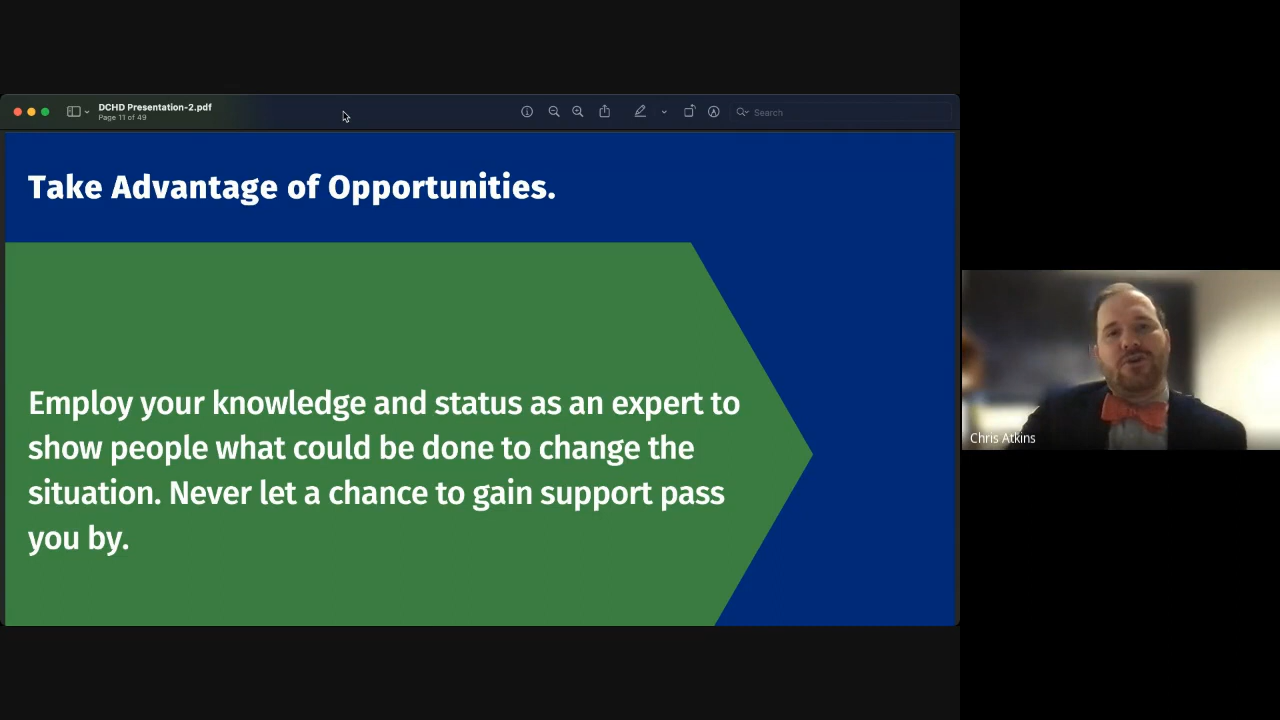 DCHD Presentation-2.pdf
Page 11 of 49
Search
Take Advantage of Opportunities.
Employ your knowledge and status as an expert to
show people what could be done to change the
situation. Never let a chance to gain support pass
you by.
Chris Atkins